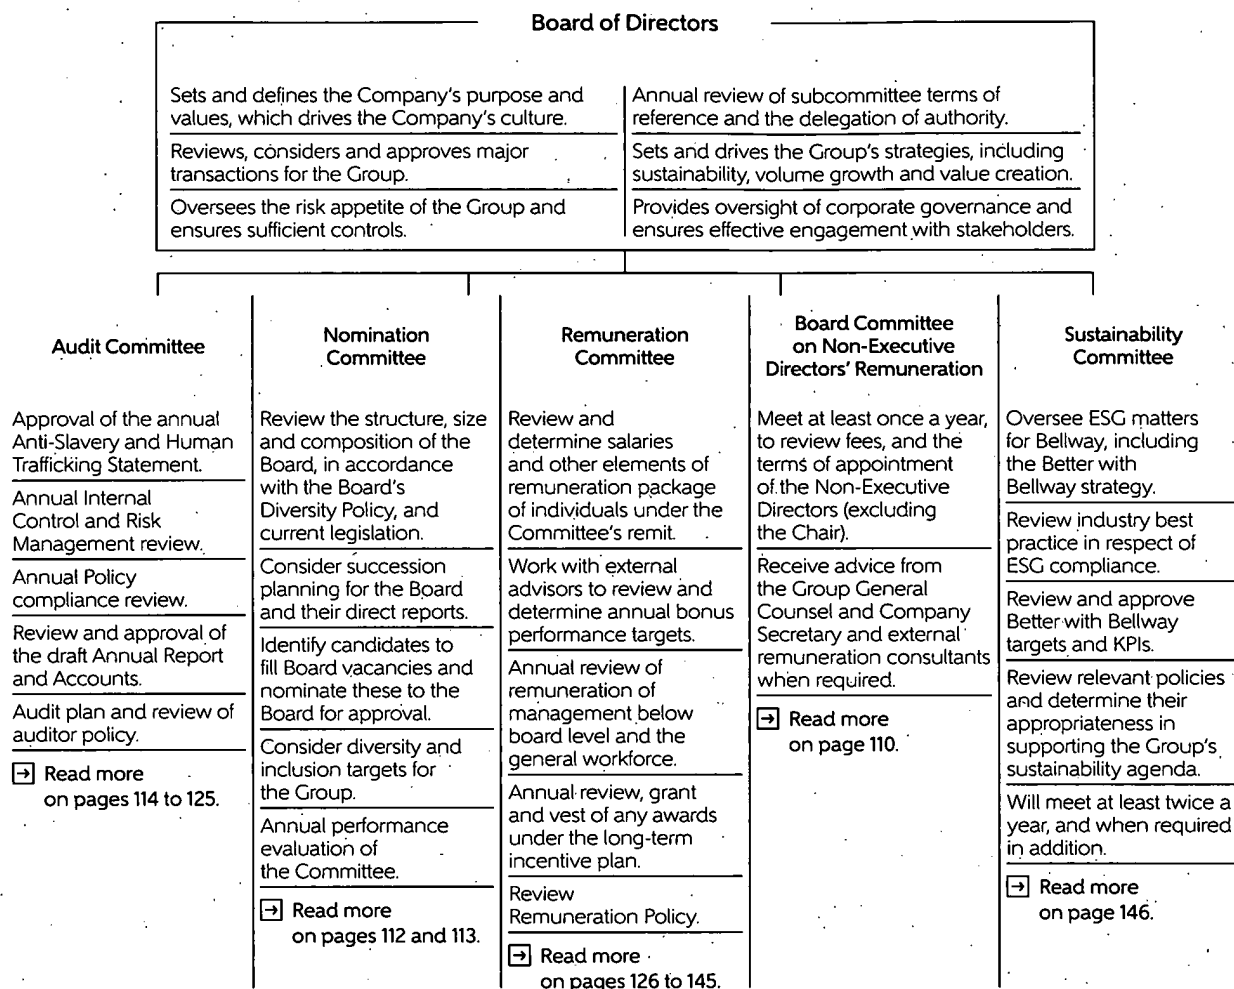 Board of Directors
Sets and defines the Company's purpose and
values, which drives the Company's culture.
Reviews, considers and approves major
transactions for the Group.
Oversees the risk appetite of the Group and
ensures sufficient controls.
Annual review of subcommittee terms of
reference and the delegation of authority.
Sets and drives the Group's strategies, including
sustainability, volume growth and value creation.
Provides oversight of corporate governance and
ensures effective engagement with stakeholders.
Audit Committee
Approval of the annual
Anti-Slavery and Human
Trafficking Statement.
Annual Internal
Control and Risk
Management review.
Annual Policy
compliance review.
Review and approval of
the draft Annual Report
and Accounts.
Audit plan and review of
auditor policy.
Read more
on pages 114 to 125.
Nomination
Committee
Review the structure, size
and composition of the
Board, in accordance
with the Board's
Diversity Policy, and
current legislation.
Consider succession
planning for the Board
and their direct reports.
Identify candidates to
fill Board vacancies and
nominate these to the
Board for approval.
Consider diversity and
inclusion targets for
the Group.
Annual performance
evaluation of
the Committee.
Read more
on pages 112 and 113.
Remuneration
Committee
Review and
determine salaries
and other elements of
remuneration package
of individuals under the
Committee's remit.
Work with external
advisors to review and
determine annual bonus
performance targets.
Annual review of
remuneration of
management below
board level and the
general workforce.
Annual review, grant
and vest of any awards
under the long-term
incentive plan.
Review
Remuneration Policy.
Read more
on pages 126 to 145.
Board Committee
on Non-Executive
Directors' Remuneration
Meet at least once a year,
to review fees, and the
terms of appointment
of the Non-Executive
Directors (excluding
the Chair).
Receive advice from
the Group General
Counsel and Company
Secretary and external
remuneration consultants
when required.
Read more
on page 110.
Sustainability
Committee
Oversee ESG matters
for Bellway, including
the Better with
Bellway strategy.
Review industry best
practice in respect of
ESG compliance.
Review and approve
Better with Bellway
targets and KPIs.
Review relevant policies
and determine their
appropriateness in
supporting the Group's
sustainability agenda.
Will meet at least twice a
year, and when required
in addition.
Read more
on page 146.